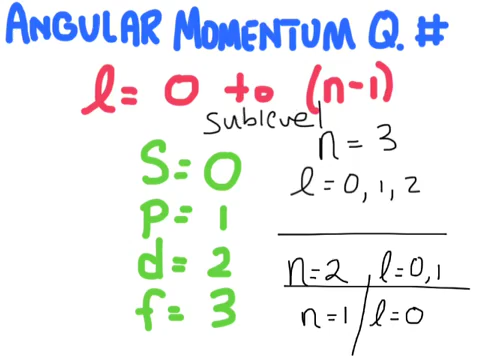 ANGULAR MOMENTUM Q. #
l = 0 to (n-1)
sublevel
n = 3
l = 0, 1, 2
S = 0
P = 1
d = 2
f = 3
n = 2 l = 0, 1
n = 1 l = 0